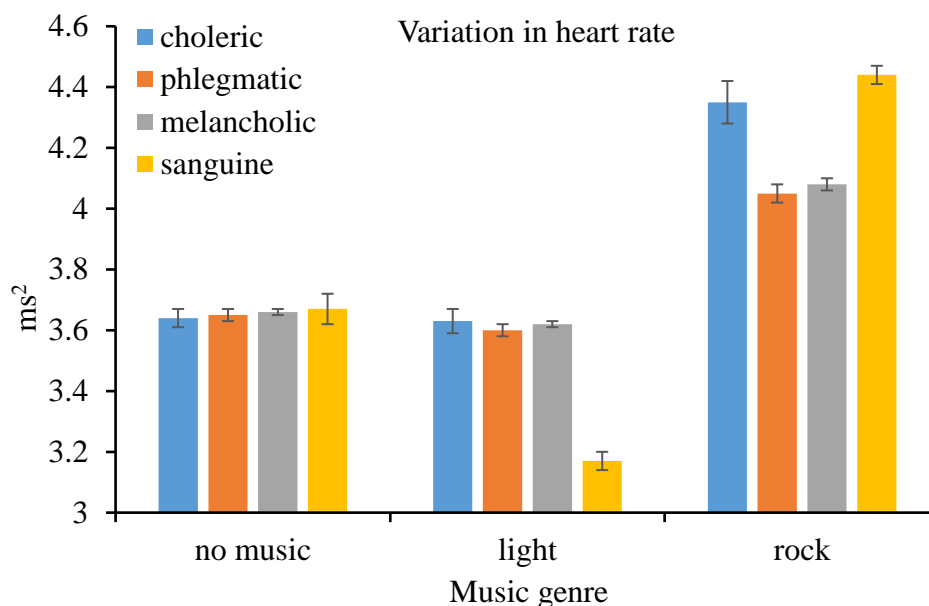 Variation in heart rate
choleric
phlegmatic
melancholic
sanguine
4.6
4.4
4.2
4
3.8
3.6
3.4
3.2
3
ms²
no music light rock
Music genre